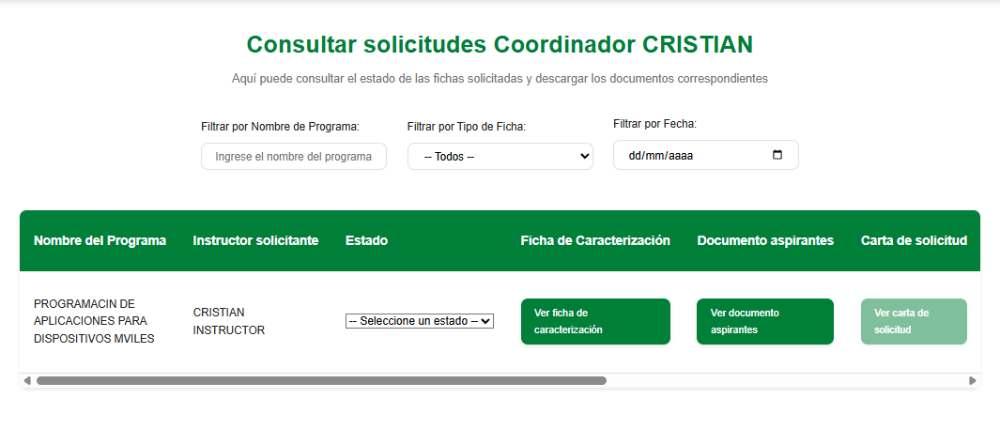 Consultar solicitudes Coordinador CRISTIAN
Aquí puede consultar el estado de las fichas solicitadas y descargar los documentos correspondientes
Filtrar por Nombre de Programa:
Ingrese el nombre del programa
Filtrar por Tipo de Ficha:
-- Todos --
Filtrar por Fecha:
dd/mm/aaaa
Nombre del Programa
Instructor solicitante
Estado
Ficha de Caracterización
Documento aspirantes
Carta de solicitud
PROGRAMACIN DE
APLICACIONES PARA
DISPOSITIVOS MVILES
CRISTIAN
INSTRUCTOR
-- Seleccione un estado --
Ver ficha de
caracterización
Ver documento
aspirantes
Ver carta de
solicitud